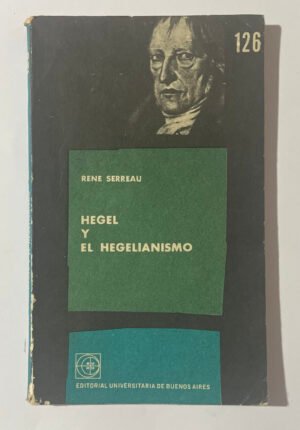 126
RENE SERREAU
HEGEL
Y
EL HEGELIANISMO
EDITORIAL UNIVERSITARIA DE BUENOS AIRES